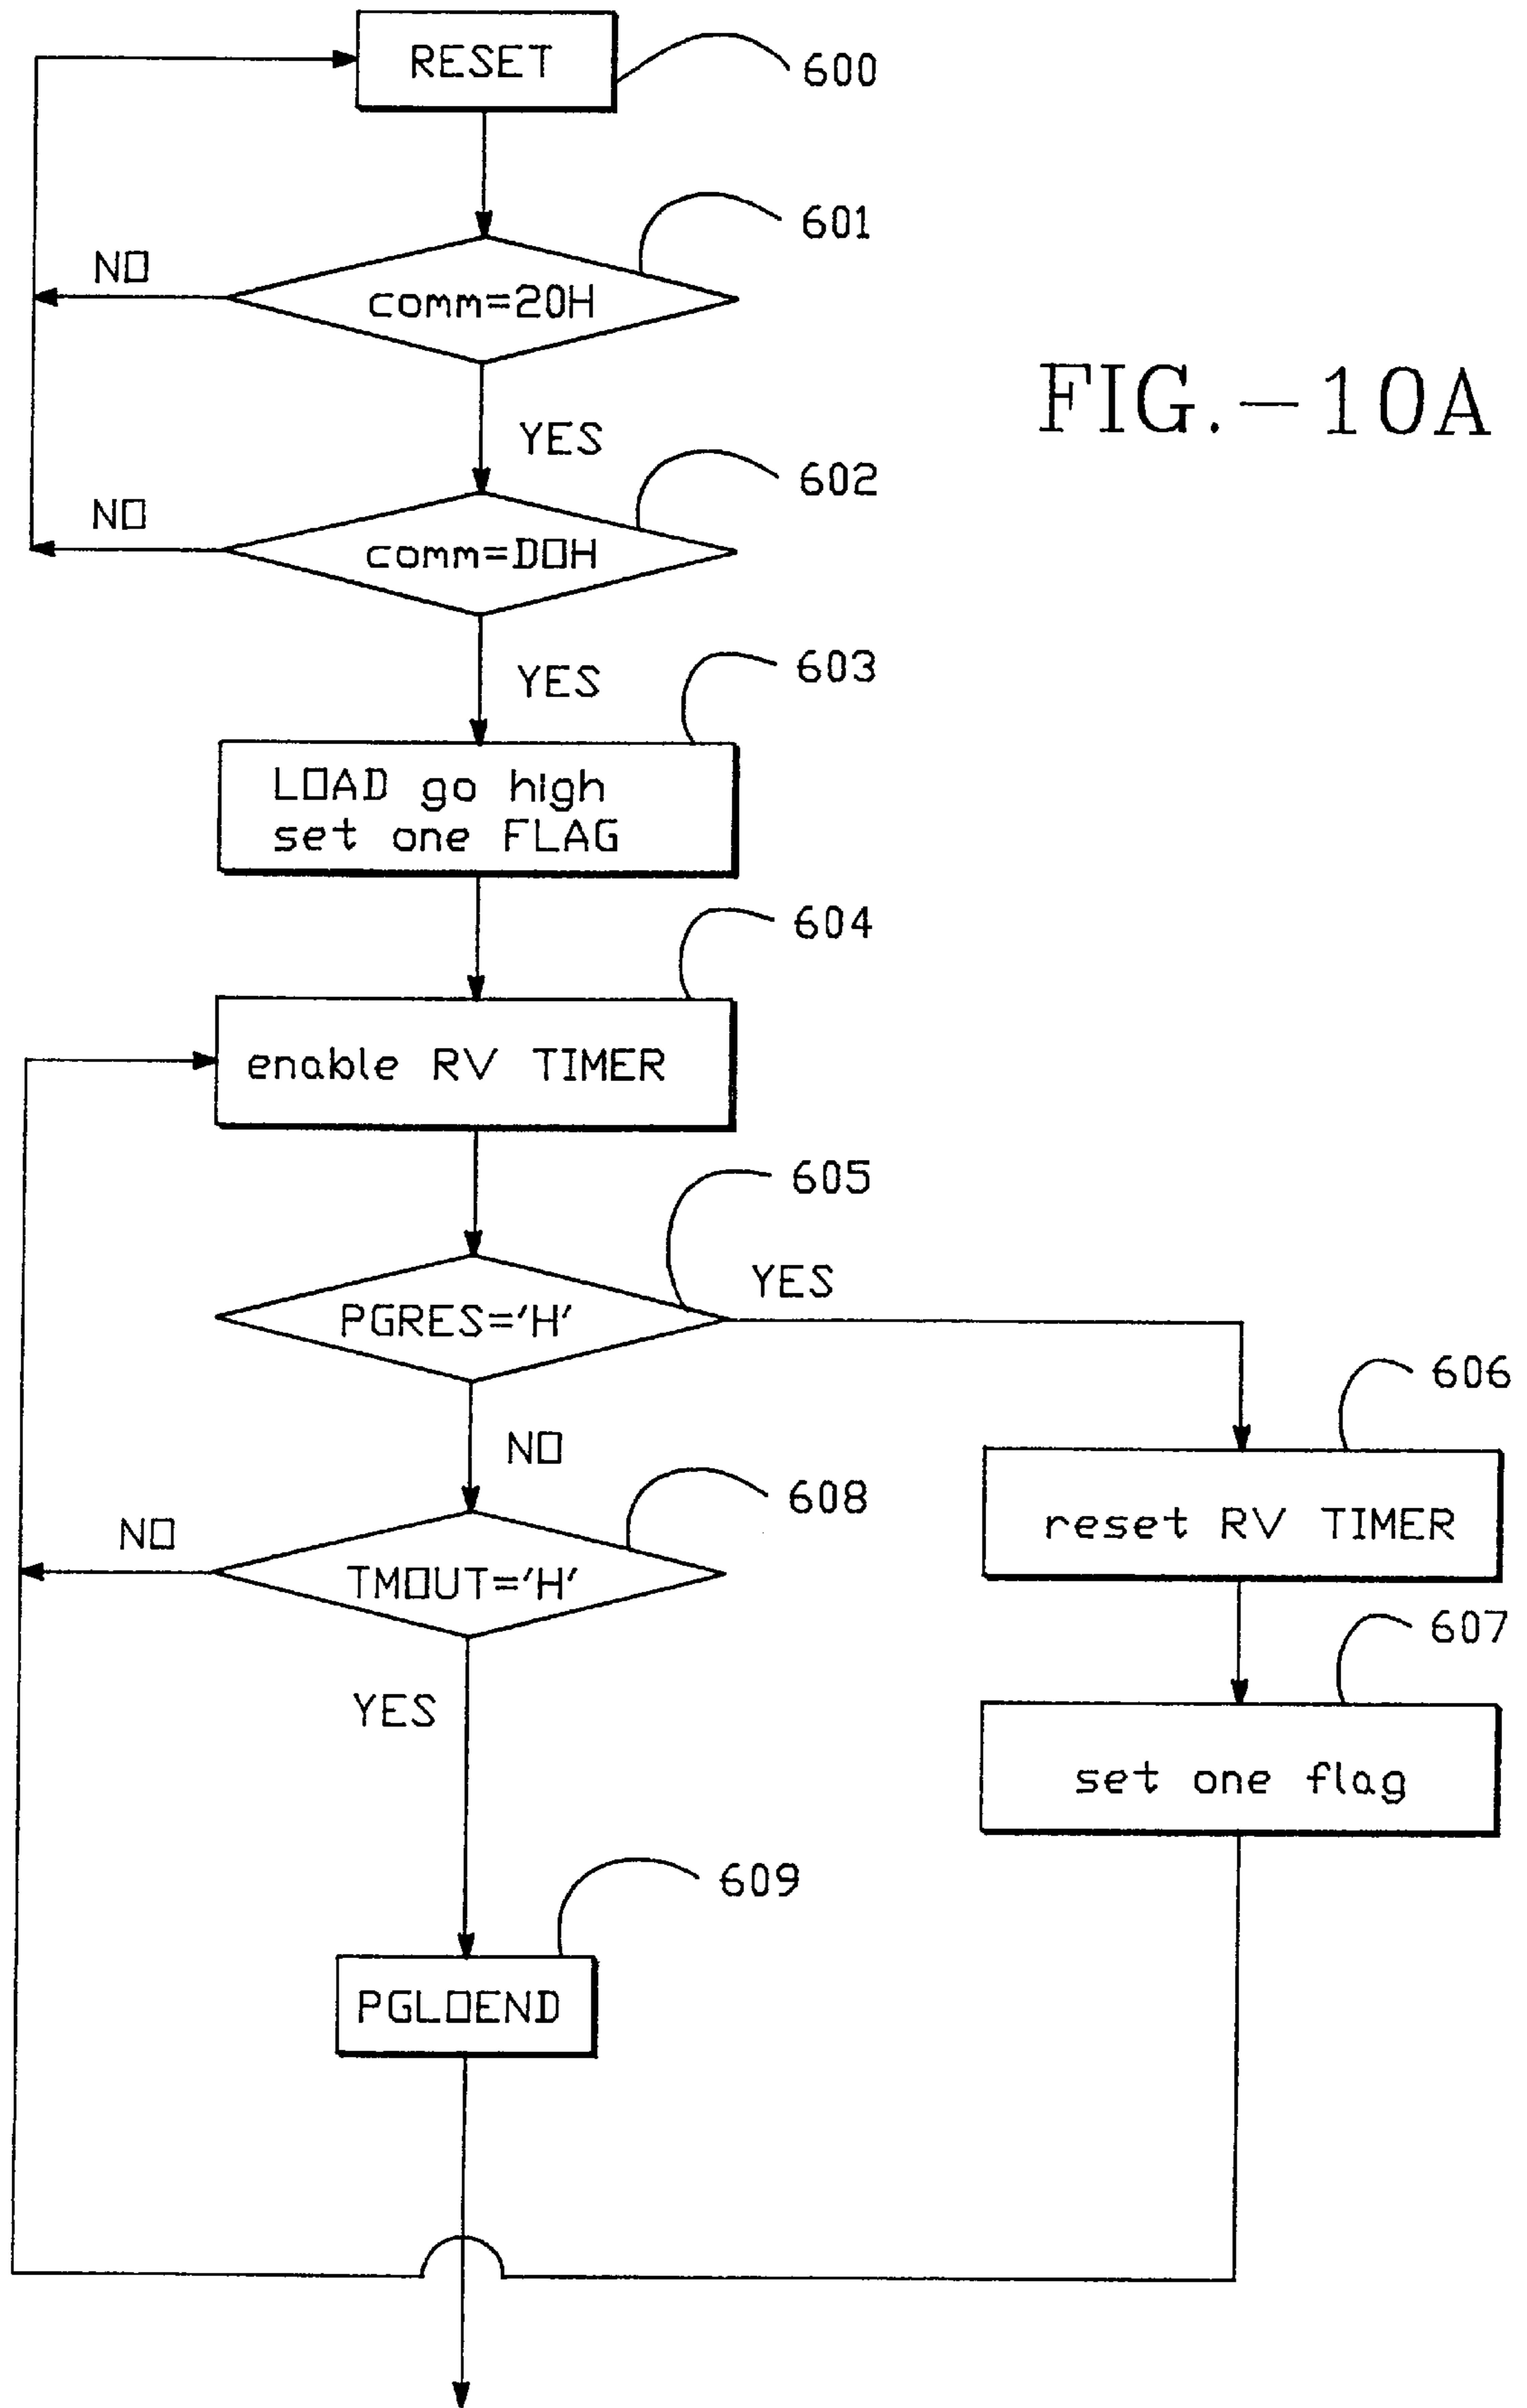 RESET
600
601
NO
comm=20H
FIG.-10A
YES
602
NO
comm=D0H
YES
603
LOAD go high
set one FLAG
604
enable RV TIMER
605
YES
PGRES='H'
606
NO
608
reset RV TIMER
NO
TMOUT='H'
607
YES
set one flag
609
PGLOEND